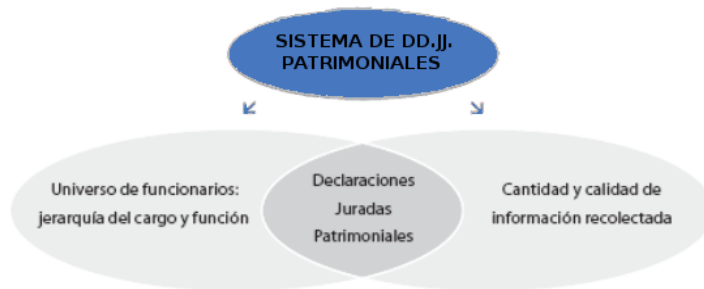 SISTEMA DE DD.JJ.
PATRIMONIALES
Universo de funcionarios:
jerarquía del cargo y función
Declaraciones
Juradas
Patrimoniales
Cantidad y calidad de
información recolectada